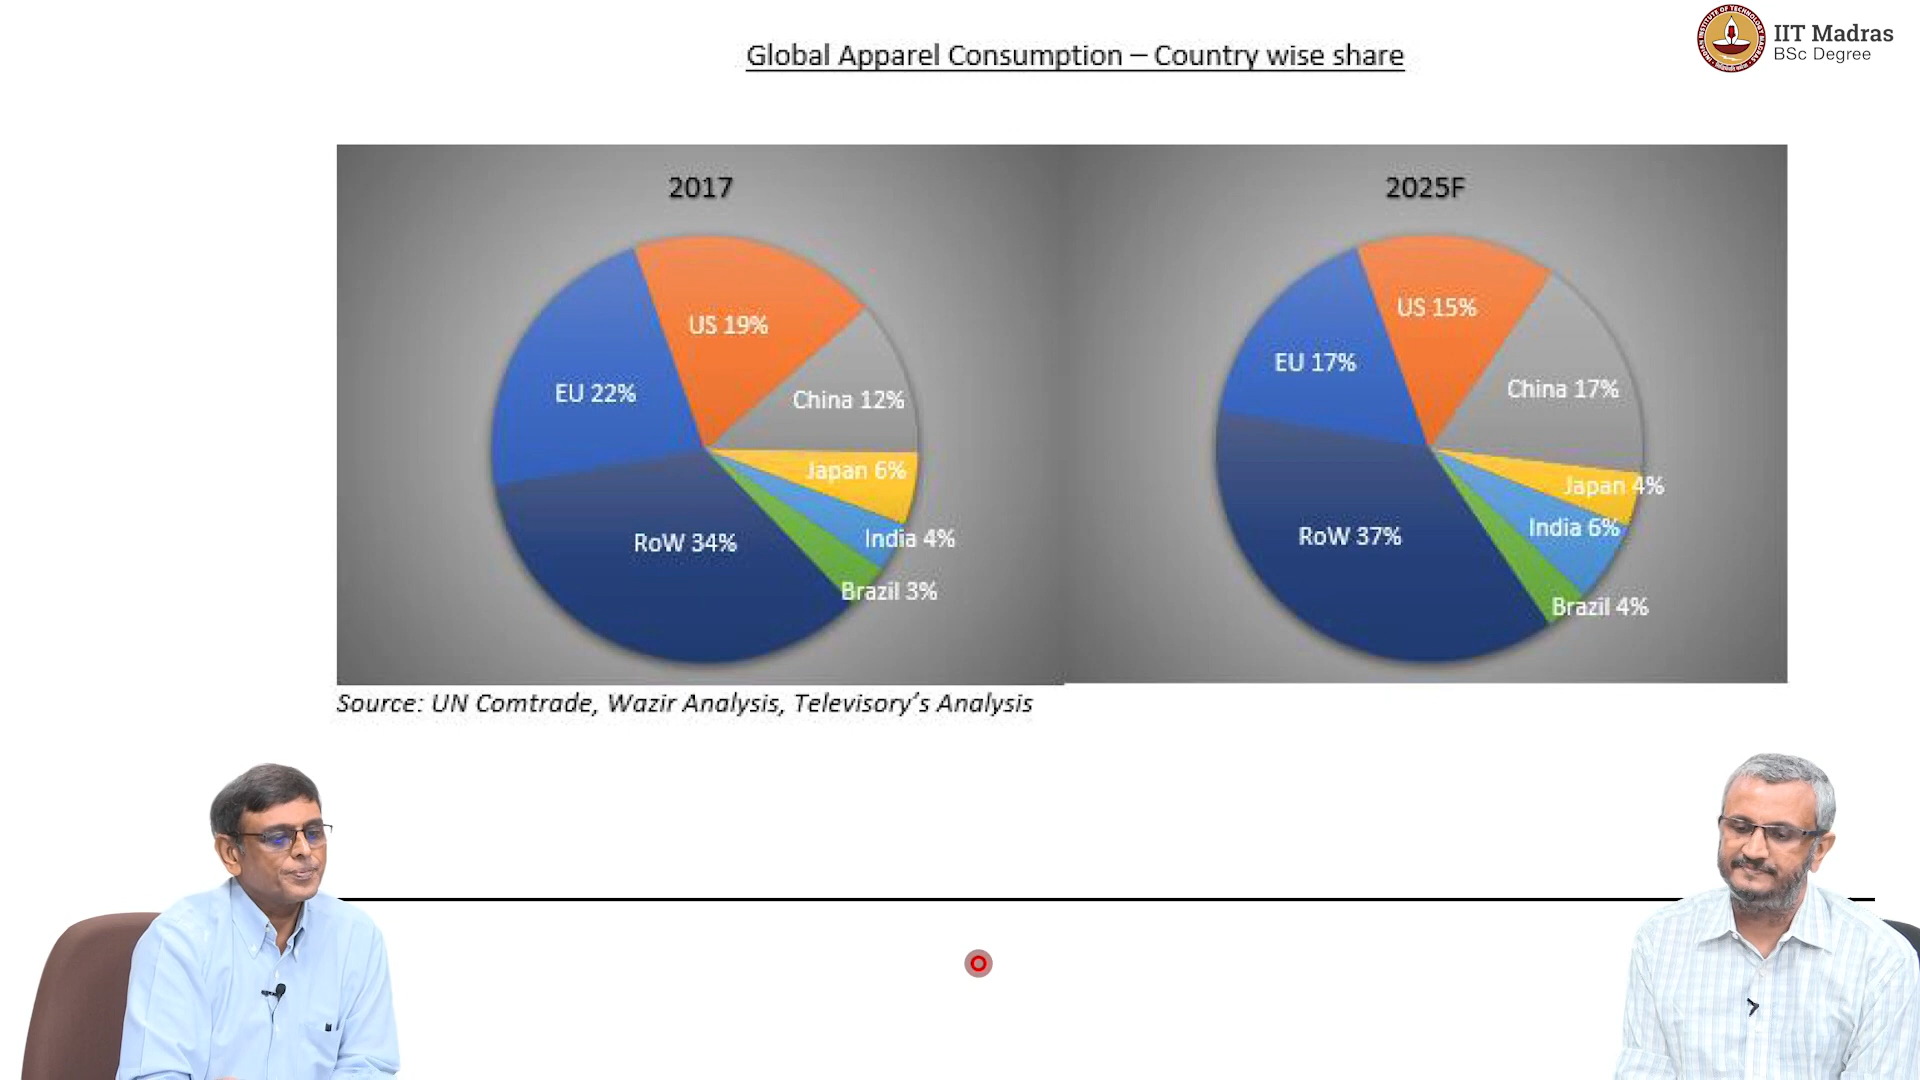 Global Apparel Consumption – Country wise share
IIT Madras
BSc Degree
2017
US 19%
EU 22%
China 12%
Japan 6%
India 4%
Brazil 3%
RoW 34%
2025F
US 15%
EU 17%
China 17%
Japan 4%
India 6%
Brazil 4%
RoW 37%
Source: UN Comtrade, Wazir Analysis, Televisory's Analysis